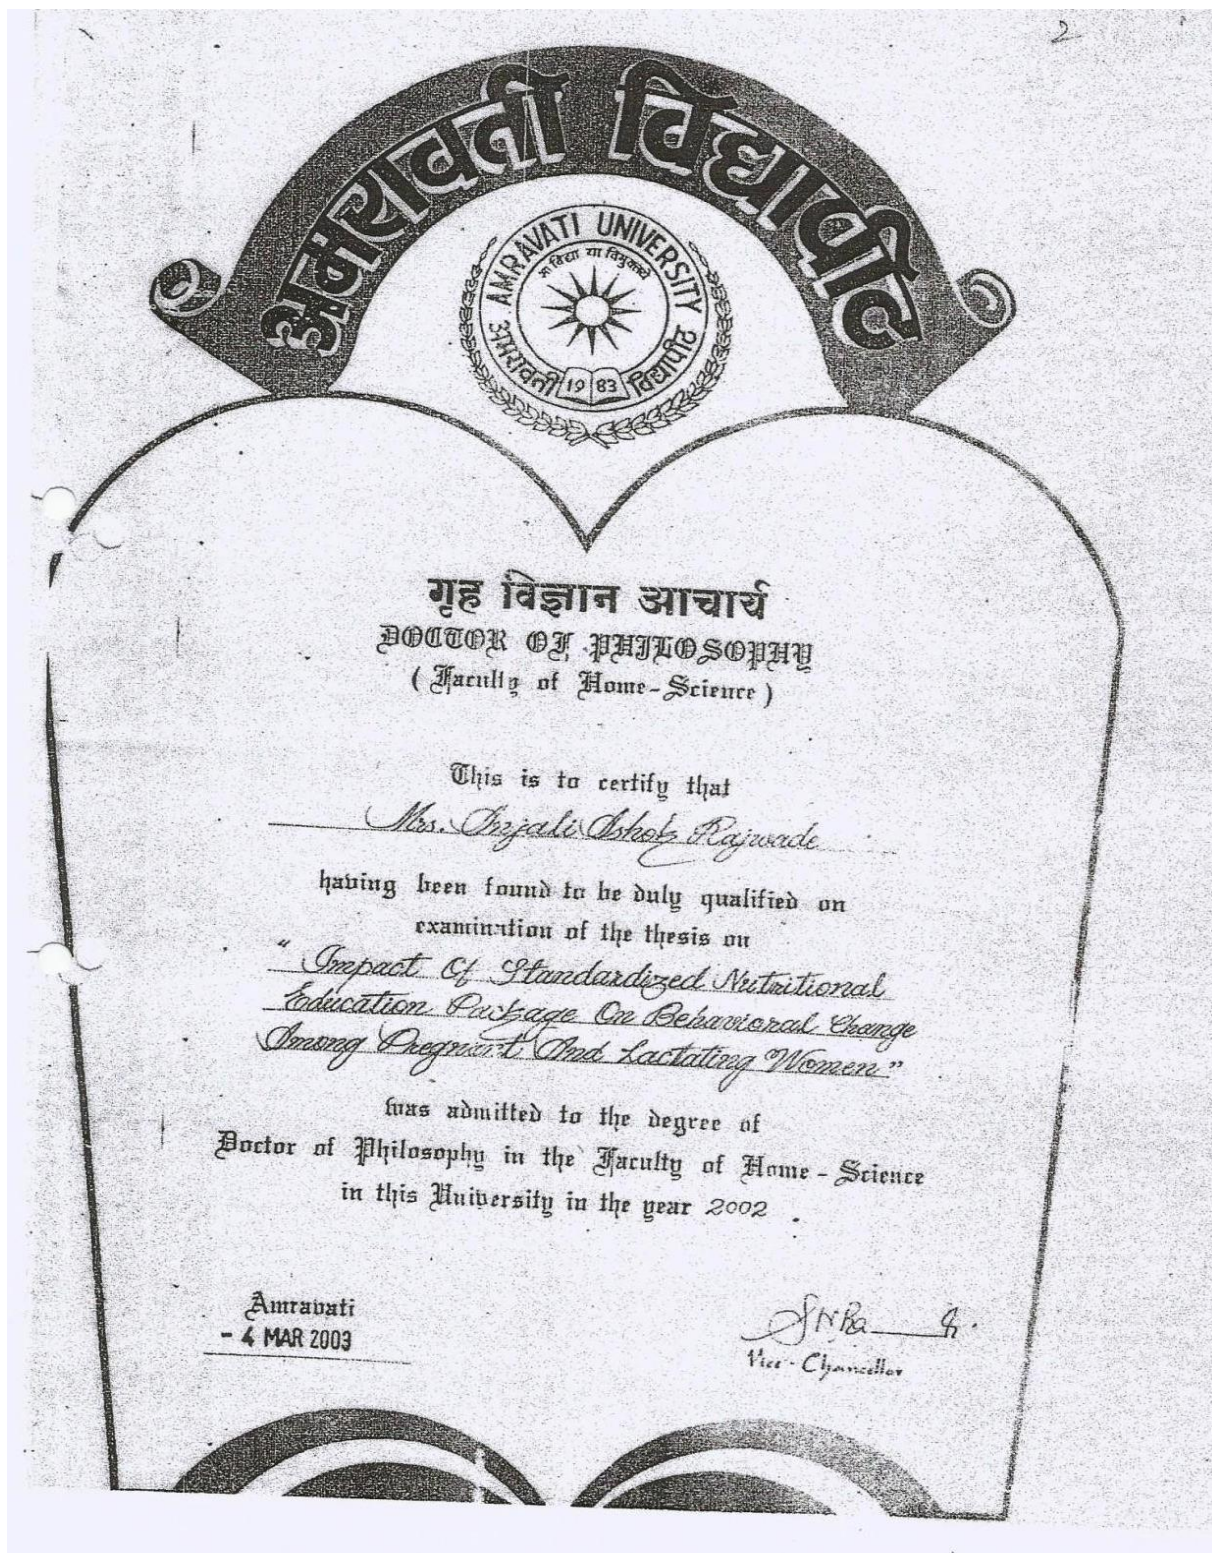 2
अमरावती विद्यापीठ
AMRAVATI UNIVERSITY
सा विद्या या विमुक्तये
अमरावती 1983 विद्यापीठ
गृह विज्ञान आचार्य
DOCTOR OF PHILOSOPHY
( Faculty of Home-Science )
This is to certify that
Mrs. Anjali Ashok Rajwade
having been found to be duly qualified on
examination of the thesis on
" Impact Of Standardized Nutritional
Education Package On Behavioral Change
Among Pregnant And Lactating Women "
was admitted to the degree of
Doctor of Philosophy in the Faculty of Home - Science
in this University in the year 2002 .
Amravati
- 4 MAR 2003
Vice - Chancellor